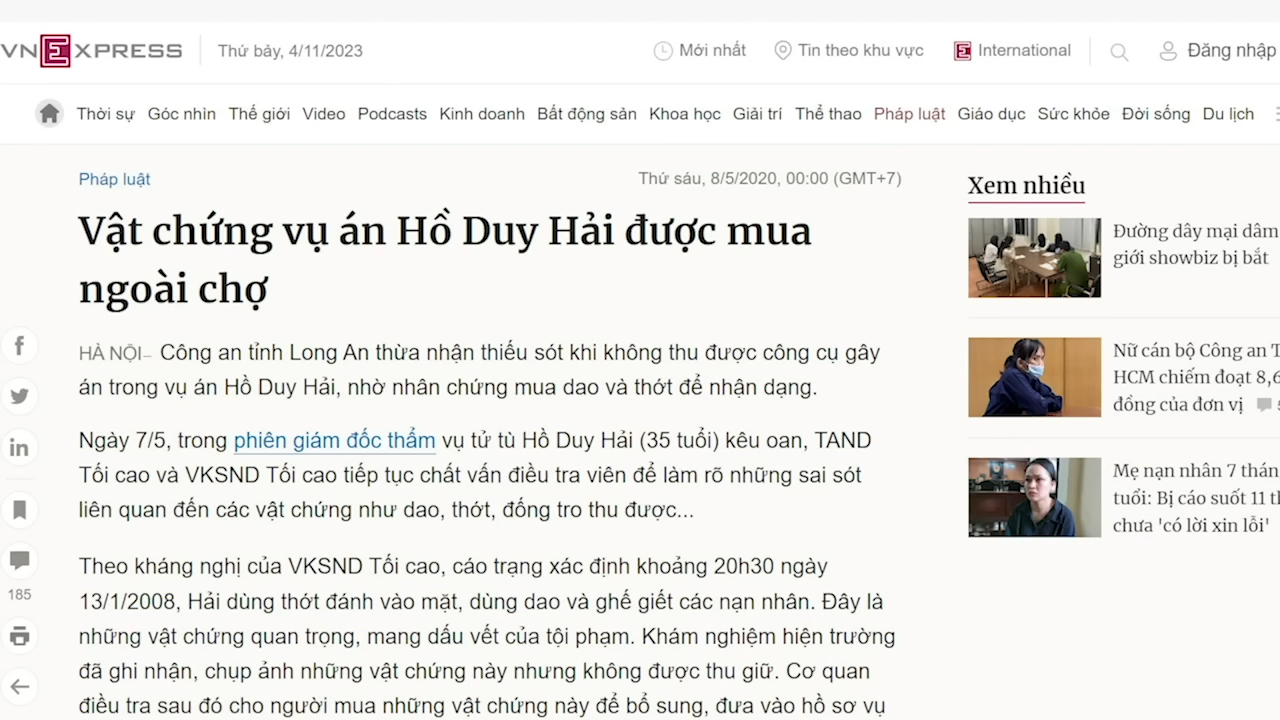 VNEXPRESS
Thứ bảy, 4/11/2023
Mới nhất
Tin theo khu vực
E International
Đăng nhập
Thời sự Góc nhìn Thế giới Video Podcasts Kinh doanh Bất động sản Khoa học Giải trí Thể thao Pháp luật Giáo dục Sức khỏe Đời sống Du lịch
Pháp luật
Thứ sáu, 8/5/2020, 00:00 (GMT+7)
Vật chứng vụ án Hồ Duy Hải được mua
ngoài chợ
HÀ NỘI– Công an tỉnh Long An thừa nhận thiếu sót khi không thu được công cụ gây
án trong vụ án Hồ Duy Hải, nhờ nhân chứng mua dao và thớt để nhận dạng.
Ngày 7/5, trong phiên giám đốc thẩm vụ tử tù Hồ Duy Hải (35 tuổi) kêu oan, TAND
Tối cao và VKSND Tối cao tiếp tục chất vấn điều tra viên để làm rõ những sai sót
liên quan đến các vật chứng như dao, thớt, đống tro thu được...
Theo kháng nghị của VKSND Tối cao, cáo trạng xác định khoảng 20h30 ngày
13/1/2008, Hải dùng thớt đánh vào mặt, dùng dao và ghế giết các nạn nhân. Đây là
những vật chứng quan trọng, mang dấu vết của tội phạm. Khám nghiệm hiện trường
đã ghi nhận, chụp ảnh những vật chứng này nhưng không được thu giữ. Cơ quan
điều tra sau đó cho người mua những vật chứng này để bổ sung, đưa vào hồ sơ vụ
185
Xem nhiều
Đường dây mại dâm
giới showbiz bị bắt
Nữ cán bộ Công an T
HCM chiếm đoạt 8,6
đồng của đơn vị
Mẹ nạn nhân 7 thán
tuổi: Bị cáo suốt 11 th
chưa 'có lời xin lỗi'